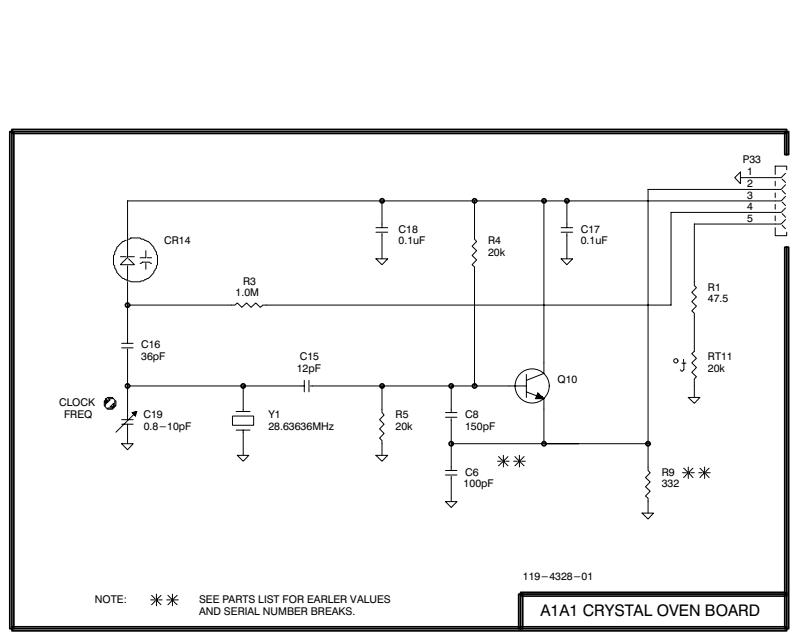 P33
1
2
3
4
5
CR14
C18
0.1uF
R4
20k
C17
0.1uF
R3
1.0M
R1
47.5
C16
36pF
C15
12pF
RT11
20k
°J
Q10
CLOCK
FREQ
C19
0.8-10pF
Y1
28.63636MHz
R5
20k
C8
150pF
C6
100pF
**
R9
332
**
119-4328-01
NOTE: ** SEE PARTS LIST FOR EARLER VALUES
AND SERIAL NUMBER BREAKS.
A1A1 CRYSTAL OVEN BOARD